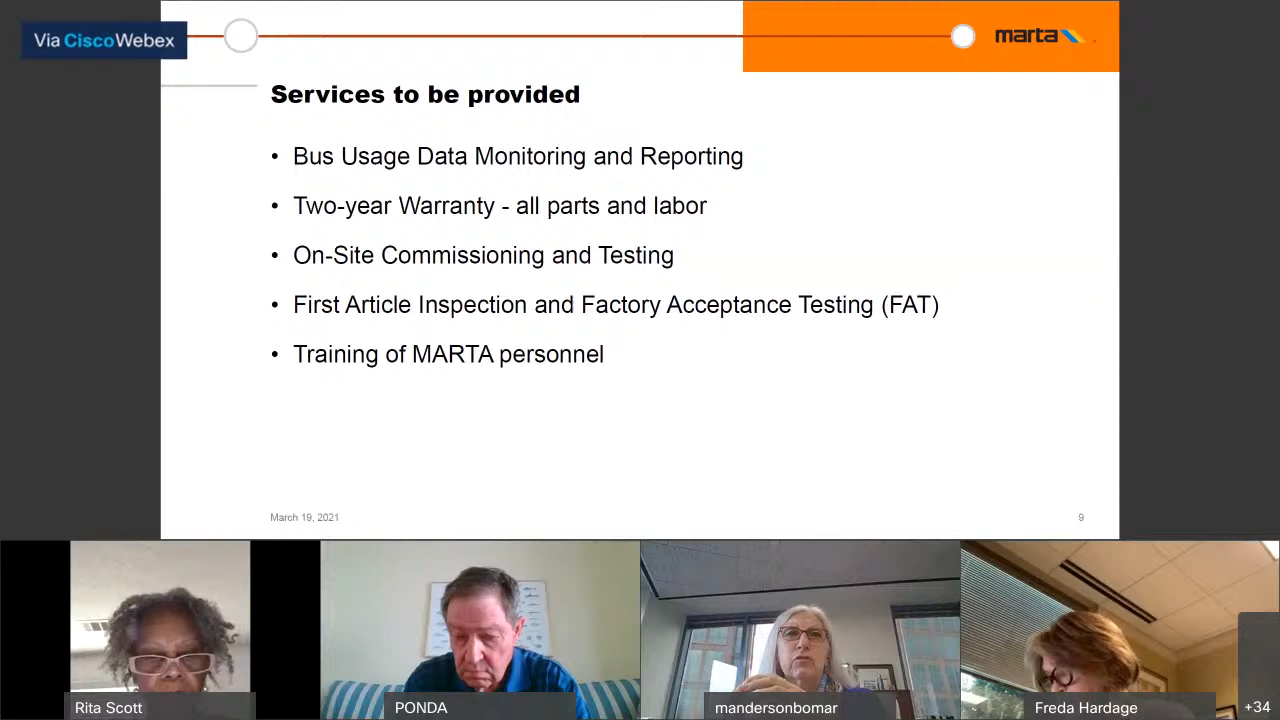 Via CiscoWebex
marta
Services to be provided
• Bus Usage Data Monitoring and Reporting
• Two-year Warranty - all parts and labor
• On-Site Commissioning and Testing
• First Article Inspection and Factory Acceptance Testing (FAT)
• Training of MARTA personnel
March 19, 2021
9
Rita Scott
PONDA
mandersonbomar
Freda Hardage
+34